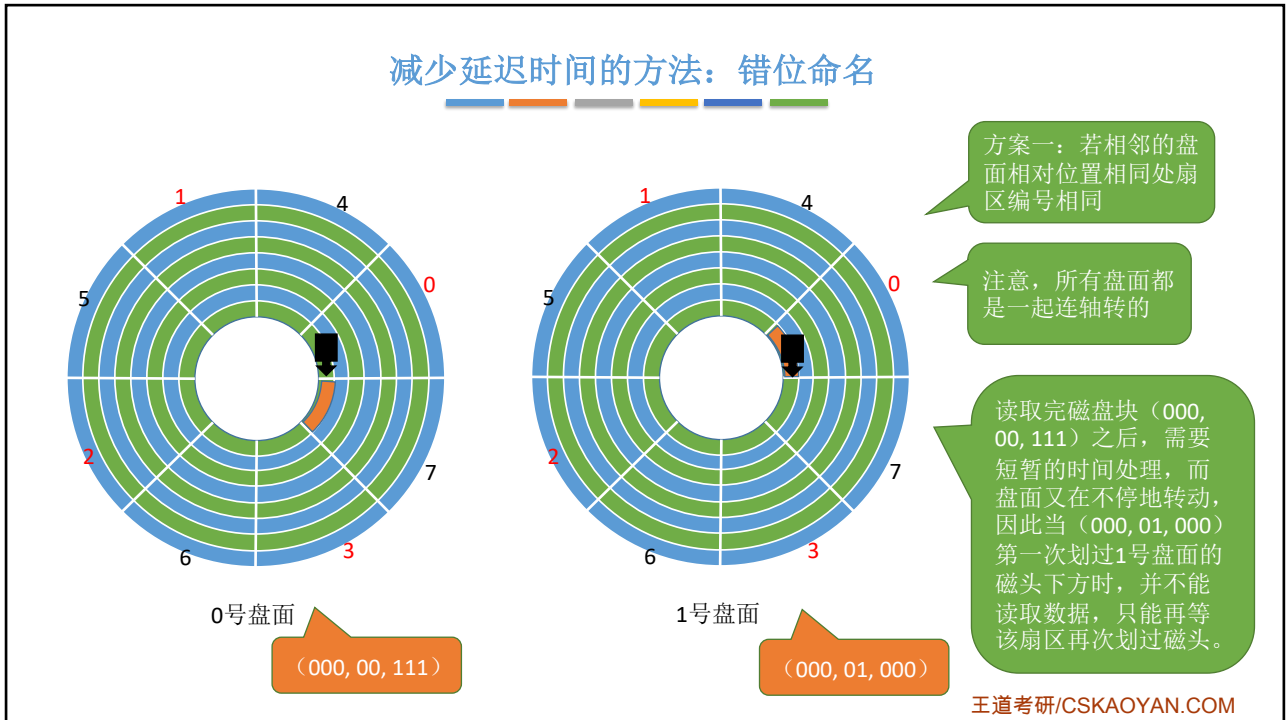 减少延迟时间的方法：错位命名
1
4
0
7
3
6
2
5
0号盘面
（000, 00, 111）
1
4
0
7
3
6
2
5
1号盘面
（000, 01, 000）
方案一：若相邻的盘
面相对位置相同处扇
区编号相同
注意，所有盘面都
是一起连轴转的
读取完磁盘块（000,
00, 111）之后，需要
短暂的时间处理，而
盘面又在不停地转动，
因此当（000, 01, 000）
第一次划过1号盘面的
磁头下方时，并不能
读取数据，只能再等
该扇区再次划过磁头。
王道考研/CSKAOYAN.COM